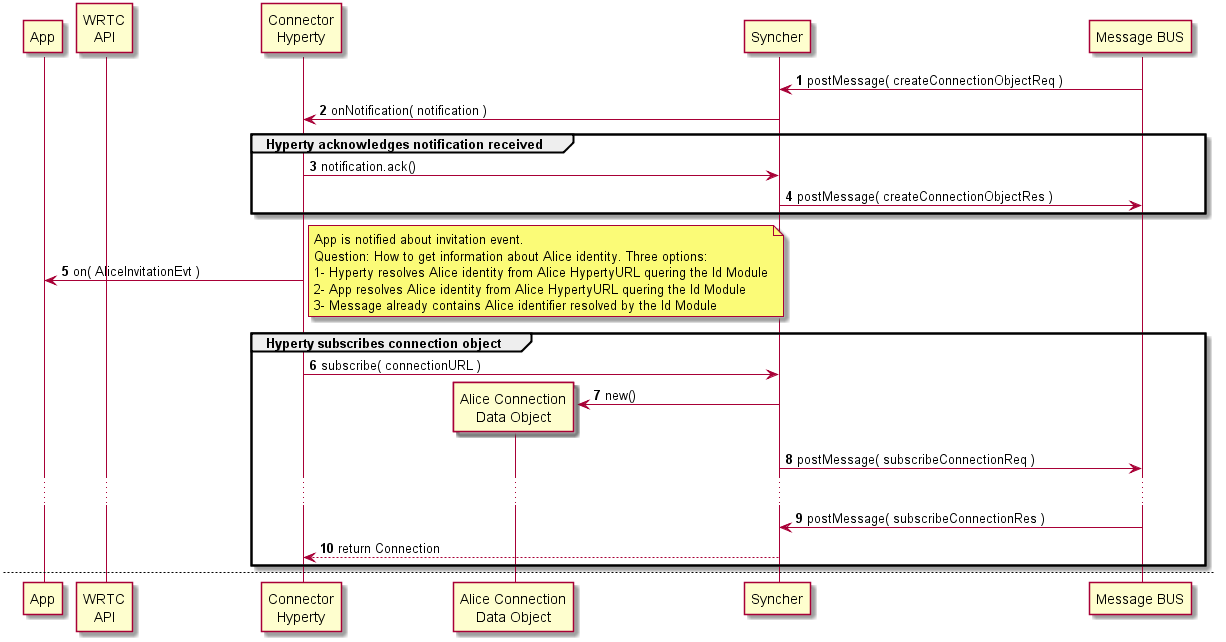 App
WRTC
API
Connector
Hyperty
Syncher
Message BUS
1 postMessage( createConnectionObjectReq )
2 onNotification( notification )
Hyperty acknowledges notification received
3 notification.ack()
4 postMessage( createConnectionObjectRes )
App is notified about invitation event.
Question: How to get information about Alice identity. Three options:
1- Hyperty resolves Alice identity from Alice HypertyURL quering the Id Module
2- App resolves Alice identity from Alice HypertyURL quering the Id Module
3- Message already contains Alice identifier resolved by the Id Module
5 on( AliceInvitationEvt )
Hyperty subscribes connection object
6 subscribe( connectionURL )
Alice Connection
Data Object
7 new()
8 postMessage( subscribeConnectionReq )
9 postMessage( subscribeConnectionRes )
10 return Connection
App
WRTC
API
Connector
Hyperty
Alice Connection
Data Object
Syncher
Message BUS